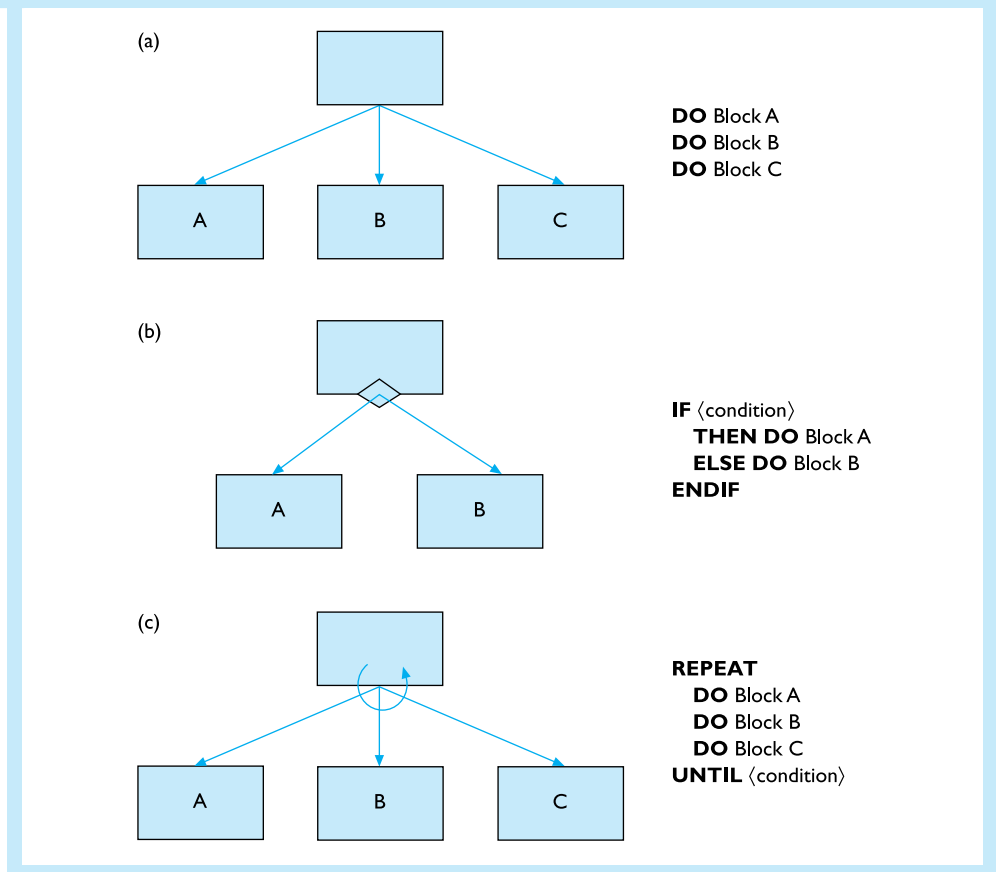 (a)
DO Block A
DO Block B
DO Block C
A
B
C
(b)
IF ⟨condition⟩
THEN DO Block A
ELSE DO Block B
ENDIF
A
B
(c)
REPEAT
DO Block A
DO Block B
DO Block C
UNTIL ⟨condition⟩
A
B
C